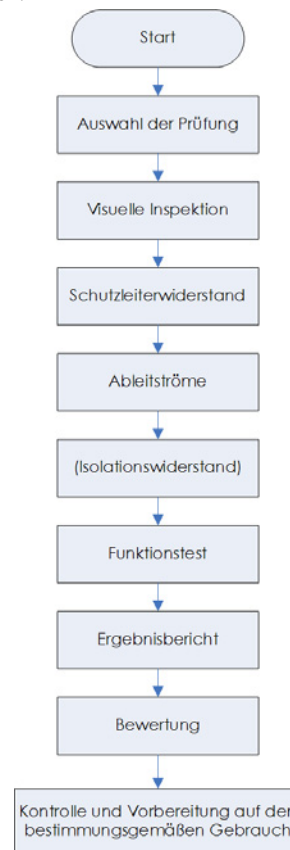 Start
Auswahl der Prüfung
Visuelle Inspektion
Schutzleiterwiderstand
Ableitströme
(Isolationswiderstand)
Funktionstest
Ergebnisbericht
Bewertung
Kontrolle und Vorbereitung auf den
bestimmungsgemäßen Gebrauch